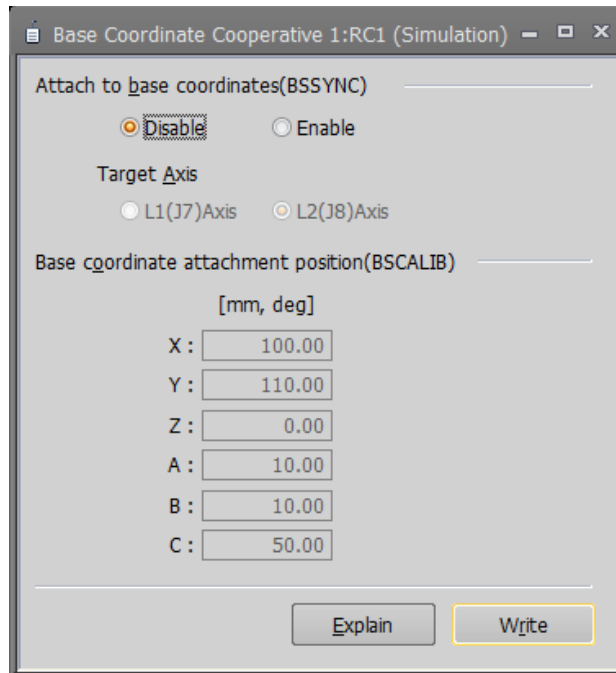 Base Coordinate Cooperative 1:RC1 (Simulation)
Attach to base coordinates(BSSYNC)
Disable Enable
Target Axis
L1(J7)Axis L2(J8)Axis
Base coordinate attachment position(BSCALIB)
[mm, deg]
X : 100.00
Y : 110.00
Z : 0.00
A : 10.00
B : 10.00
C : 50.00
Explain Write